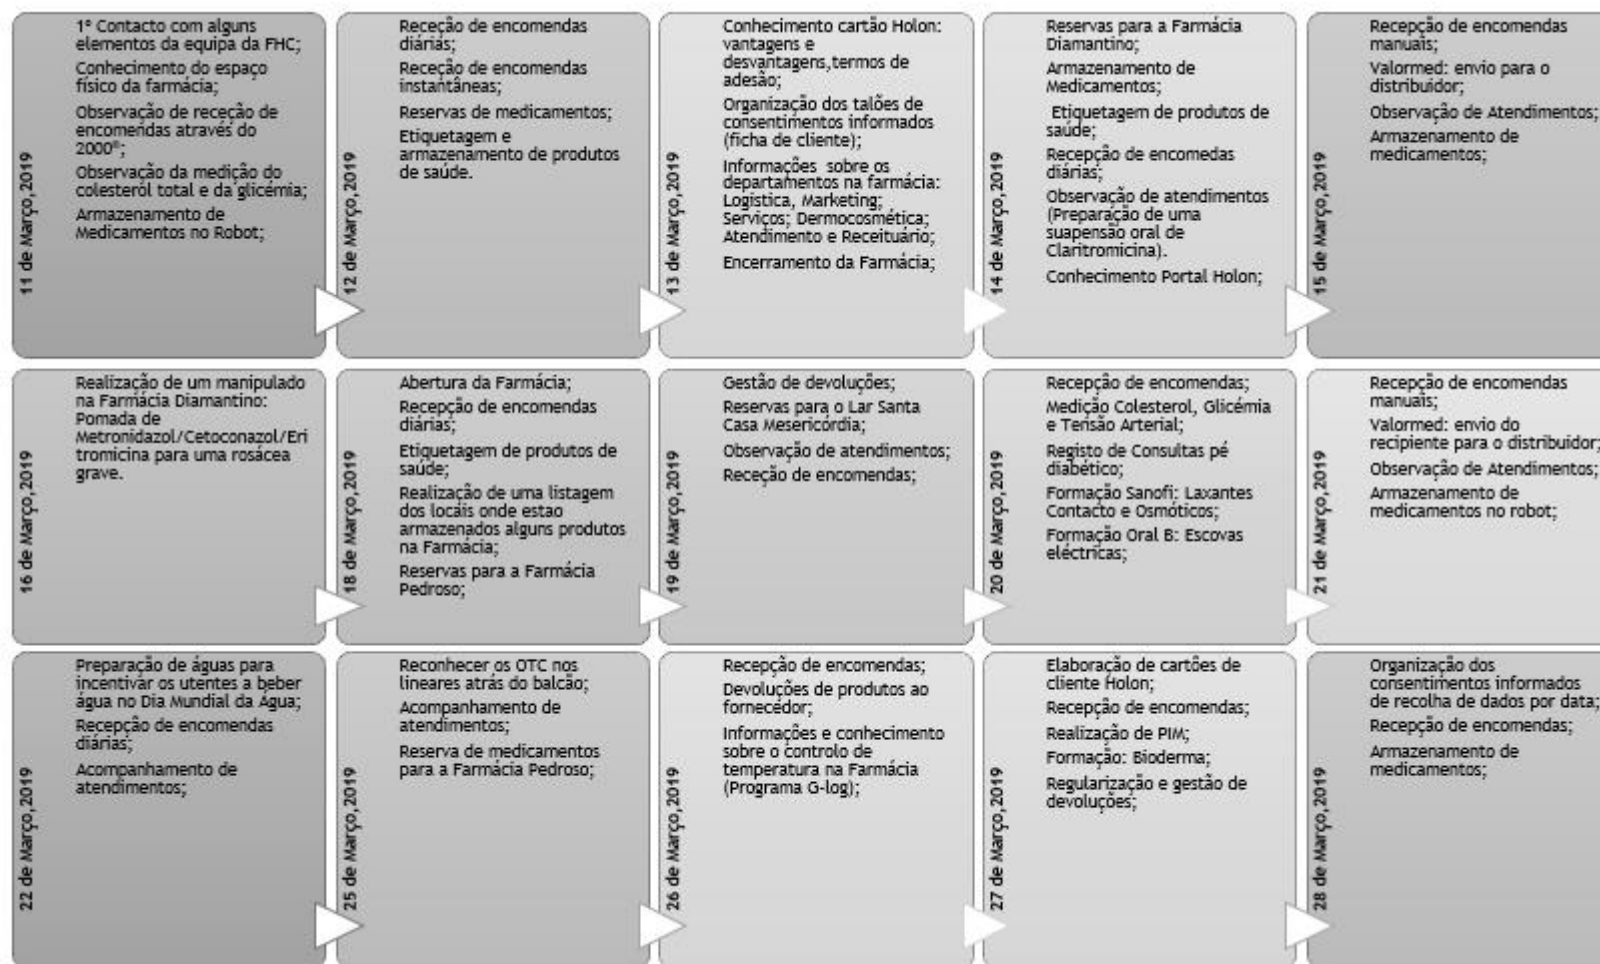 11 de Março,2019
1º Contacto com alguns
elementos da equipa da FHC;
Conhecimento do espaço
físico da farmácia;
Observação de receção de
encomendas através do
2000®;
Observação da medição do
colesterol total e da glicémia;
Armazenamento de
Medicamentos no Robot;
12 de Março,2019
Receção de encomendas
diáriás;
Receção de encomendas
instantâneas;
Reservas de medicamentos;
Etiquetagem e
armazenamento de produtos
de saúde.
13 de Março,2019
Conhecimento cartão Holon:
vantagens e
desvantagens,termos de
adesão;
Organização dos talões de
consentimentos informados
(ficha de cliente);
Informações sobre os
departamentos na farmácia:
Logistica, Marketing;
Serviços; Dermocosmética;
Atendimento e Receituário;
Encerramento da Farmácia;
14 de Março,2019
Reservas para a Farmácia
Diamantino;
Armazenamento de
Medicamentos;
Etiquetagem de produtos de
saúde;
Recepção de encomedas
diárias;
Observação de atendimentos
(Preparação de uma
suapensão oral de
Claritromicina).
Conhecimento Portal Holon;
15 de Março,2019
Recepção de encomendas
manuais;
Valormed: envio para o
distribuidor;
Observação de Atendimentos;
Armazenamento de
medicamentos;
16 de Março,2019
Realização de um manipulado
na Farmácia Diamantino:
Pomada de
Metronidazol/Cetoconazol/Eri
tromicina para uma rosácea
grave.
18 de Março,2019
Abertura da Farmácia;
Recepção de encomendas
diárias;
Etiquetagem de produtos de
saúde;
Realização de uma listagem
dos locáis onde estao
armazenados alguns produtos
na Farmácia;
Reservas para a Farmácia
Pedroso;
19 de Março,2019
Gestão de devoluções;
Reservas para o Lar Santa
Casa Mesericórdia;
Observação de atendimentos;
Receção de encomendas;
20 de Março,2019
Recepção de encomendas;
Medição Colesterol, Glicémia
e Tensão Arterial;
Registo de Consultas pé
diabético;
Formação Sanofi: Laxantes
Contacto e Osmóticos;
Formação Oral B: Escovas
eléctricas;
21 de Março,2019
Recepção de encomendas
manuais;
Valormed: envio do
recipiente para o distribuidor;
Observação de Atendimentos;
Armazenamento de
medicamentos no robot;
22 de Março,2019
Preparação de águas para
incentivar os utentes a beber
água no Dia Mundial da Água;
Recepção de encomendas
diárias;
Acompanhamento de
atendimentos;
25 de Março,2019
Reconhecer os OTC nos
lineares atrás do balcão;
Acompanhamento de
atendimentos;
Reserva de medicamentos
para a Farmácia Pedroso;
26 de Março,2019
Recepção de encomendas;
Devoluções de produtos ao
fornecedor;
Informações e conhecimento
sobre o controlo de
temperatura na Farmácia
(Programa G-log);
27 de Março,2019
Elaboração de cartões de
cliente Holon;
Recepção de encomendas;
Realização de PIM;
Formação: Bioderma;
Regularização e gestão de
devoluções;
28 de Março,2019
Organização dos
consentimentos informados
de recolha de dados por data;
Recepção de encomendas;
Armazenamento de
medicamentos;